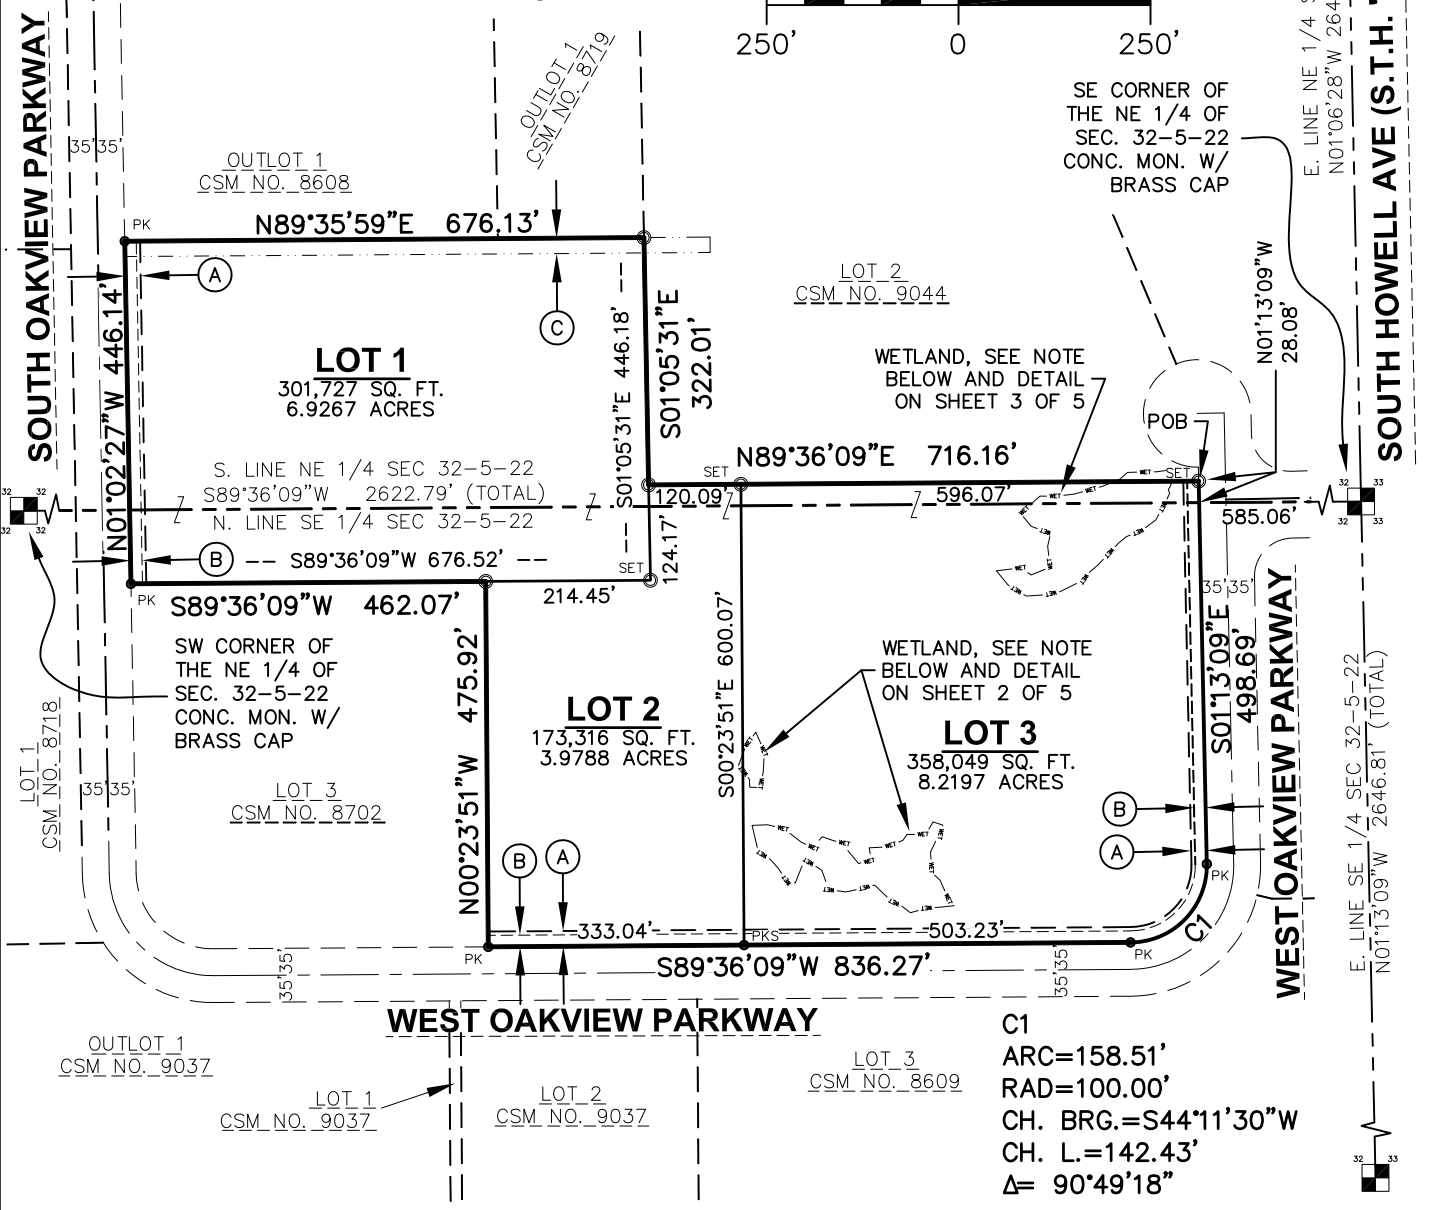 250'
0
250'
SOUTH OAKVIEW PARKWAY
35'
35'
OUTLOT 1
CSM NO. 8719
OUTLOT 1
CSM NO. 8608
SE CORNER OF
THE NE 1/4 OF
SEC. 32-5-22
CONC. MON. W/
BRASS CAP
N01°06'28"W
SOUTH HOWELL AVE (S.T.H.
PK
N89°35'59"E 676.13'
A
C
LOT 2
CSM NO. 9044
N01°13'09"W
28.08'
N01°02'27"W 446.14'
LOT 1
301,727 SQ. FT.
6.9267 ACRES
S01°05'31"E 446.18'
S01°05'31"E
322.01'
WETLAND, SEE NOTE
BELOW AND DETAIL
ON SHEET 3 OF 5
POB
N89°36'09"E 716.16'
SET
SET
S. LINE NE 1/4 SEC 32-5-22
S89°36'09"W 2622.79' (TOTAL)
N. LINE SE 1/4 SEC 32-5-22
120.09'
596.07'
585.06'
32
32
32
32
32
33
32
33
B
S89°36'09"W 676.52'
SET
124.17'
PK
S89°36'09"W 462.07'
214.45'
35'
35'
SW CORNER OF
THE NE 1/4 OF
SEC. 32-5-22
CONC. MON. W/
BRASS CAP
N00°23'51"W 475.92'
S00°23'51"E 600.07'
WETLAND, SEE NOTE
BELOW AND DETAIL
ON SHEET 2 OF 5
S01°13'09"E
498.69'
WEST OAKVIEW PARKWAY
E. LINE SE 1/4 SEC 32-5-22
N01°13'09"W 2646.81' (TOTAL)
LOT 1
CSM NO. 8718
35'
35'
LOT 3
CSM NO. 8702
LOT 2
173,316 SQ. FT.
3.9788 ACRES
LOT 3
358,049 SQ. FT.
8.2197 ACRES
WET
WET
WET
WET
WET
WET
B
A
B
A
PK
C1
333.04'
PKS
503.23'
PK
PK
S89°36'09"W 836.27'
35'
35'
35'
35'
WEST OAKVIEW PARKWAY
OUTLOT 1
CSM NO. 9037
LOT 1
CSM NO. 9037
LOT 2
CSM NO. 9037
LOT 3
CSM NO. 8609
C1
ARC=158.51'
RAD=100.00'
CH. BRG.=S44°11'30"W
CH. L.=142.43'
Δ= 90°49'18"
32
33